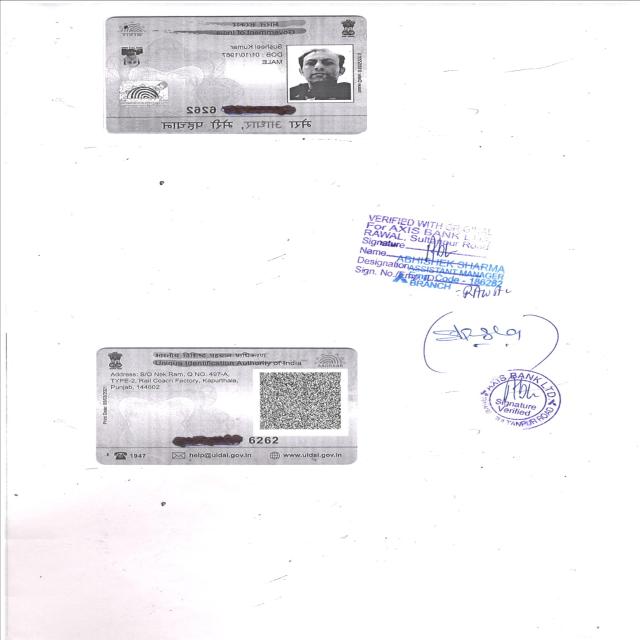 भारत सरकार
Government of India
Susheel Kumar
DOB : 01/10/1967
MALE
6262
मेरा आधार, मेरी पहचान
VERIFIED WITH
For AXIS BANK LTD
RAWAL, Sultanpur Road
Signature
Name ABHISHEK SHARMA
Designation ASSISTANT MANAGER
Sign. No./ Emp Code - 186282
BRANCH - RAWAL
AXIS BANK LTD
Signature
Verified
SULTANPUR ROAD
भारतीय विशिष्ट पहचान प्राधिकरण
Unique Identification Authority of India
AADHAAR
Address: S/O Nek Ram, Q NO. 497-A,
TYPE-2, Rail Coach Factory, Kapurthala,
Punjab, 144602
6262
1947
help@uidai.gov.in
www.uidai.gov.in